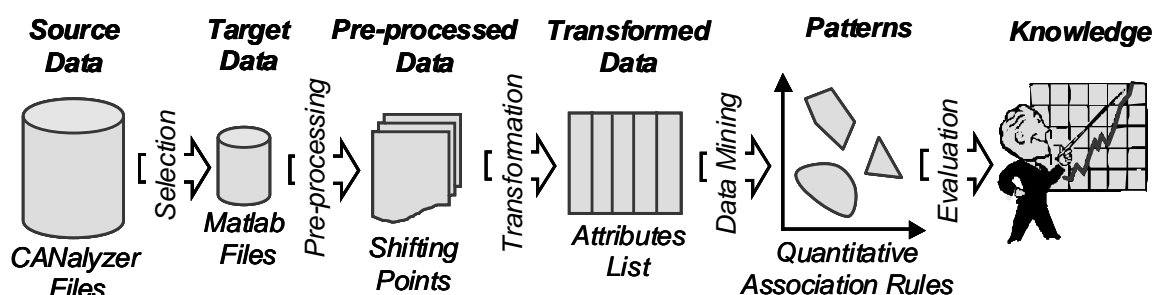 Source
Data
Target
Data
Pre-processed
Data
Transformed
Data
Patterns
Knowledge
Selection
Pre-processing
Transformation
Data Mining
Evaluation
CANalyzer
Files
Matlab
Files
Shifting
Points
Attributes
List
Quantitative
Association Rules